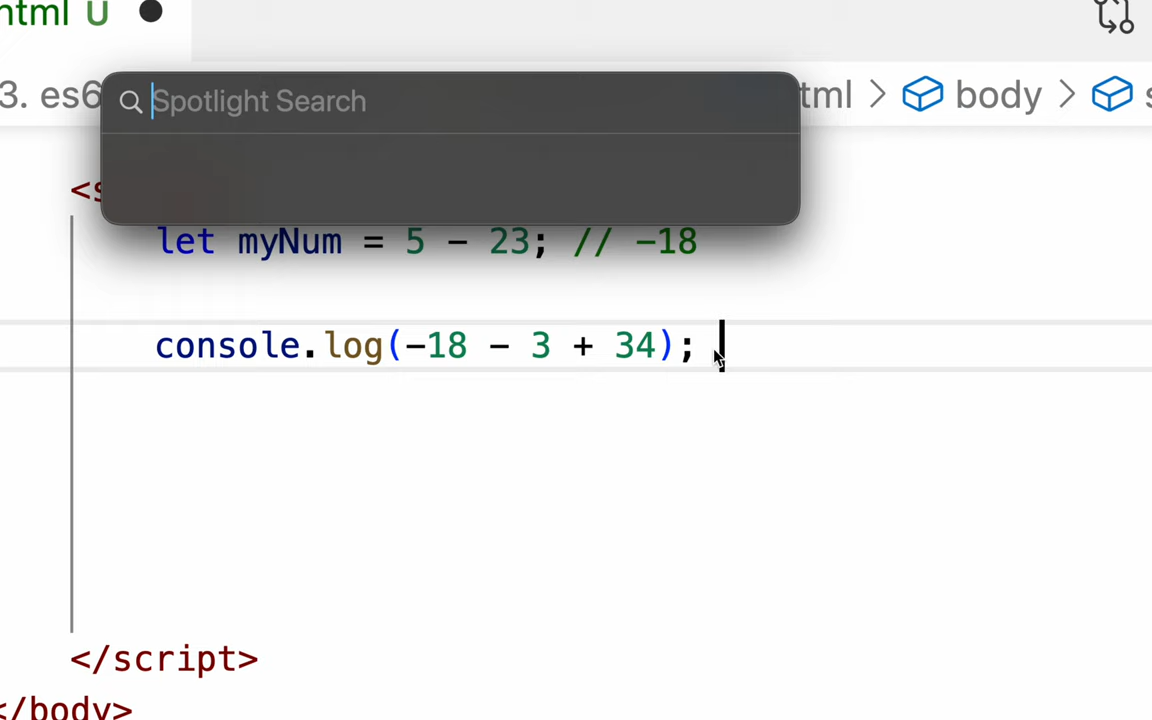 html U
Spotlight Search
3. es6 tml > body > s
<s
let myNum = 5 - 23; // -18
console.log(-18 - 3 + 34);
</script>
</body>